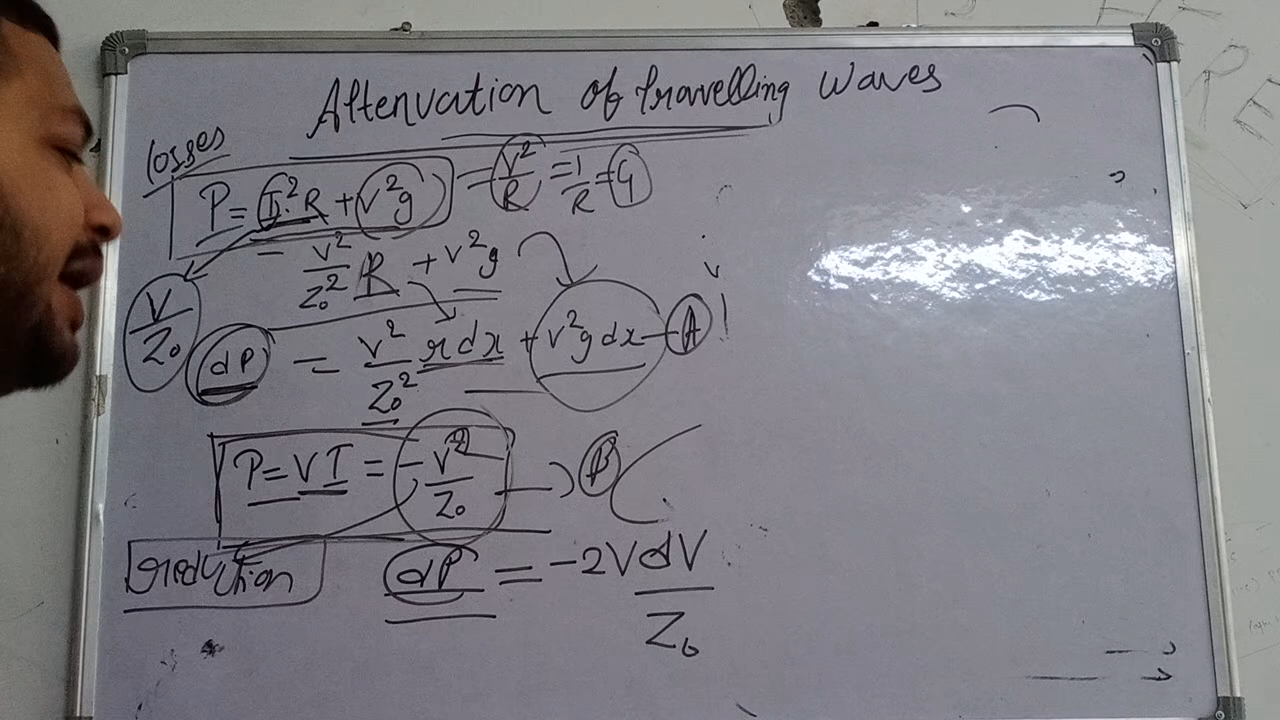 Attenuation of Travelling Waves
losses
P = I²R + V²g = V²/R = 1/R = G
= V²/Z₀² R + V²g
V/Z₀
dP = V²/Z₀² r dx + V²g dx — A
P = VI = -V²/Z₀ → B
reduction dP = -2VdV/Z₀